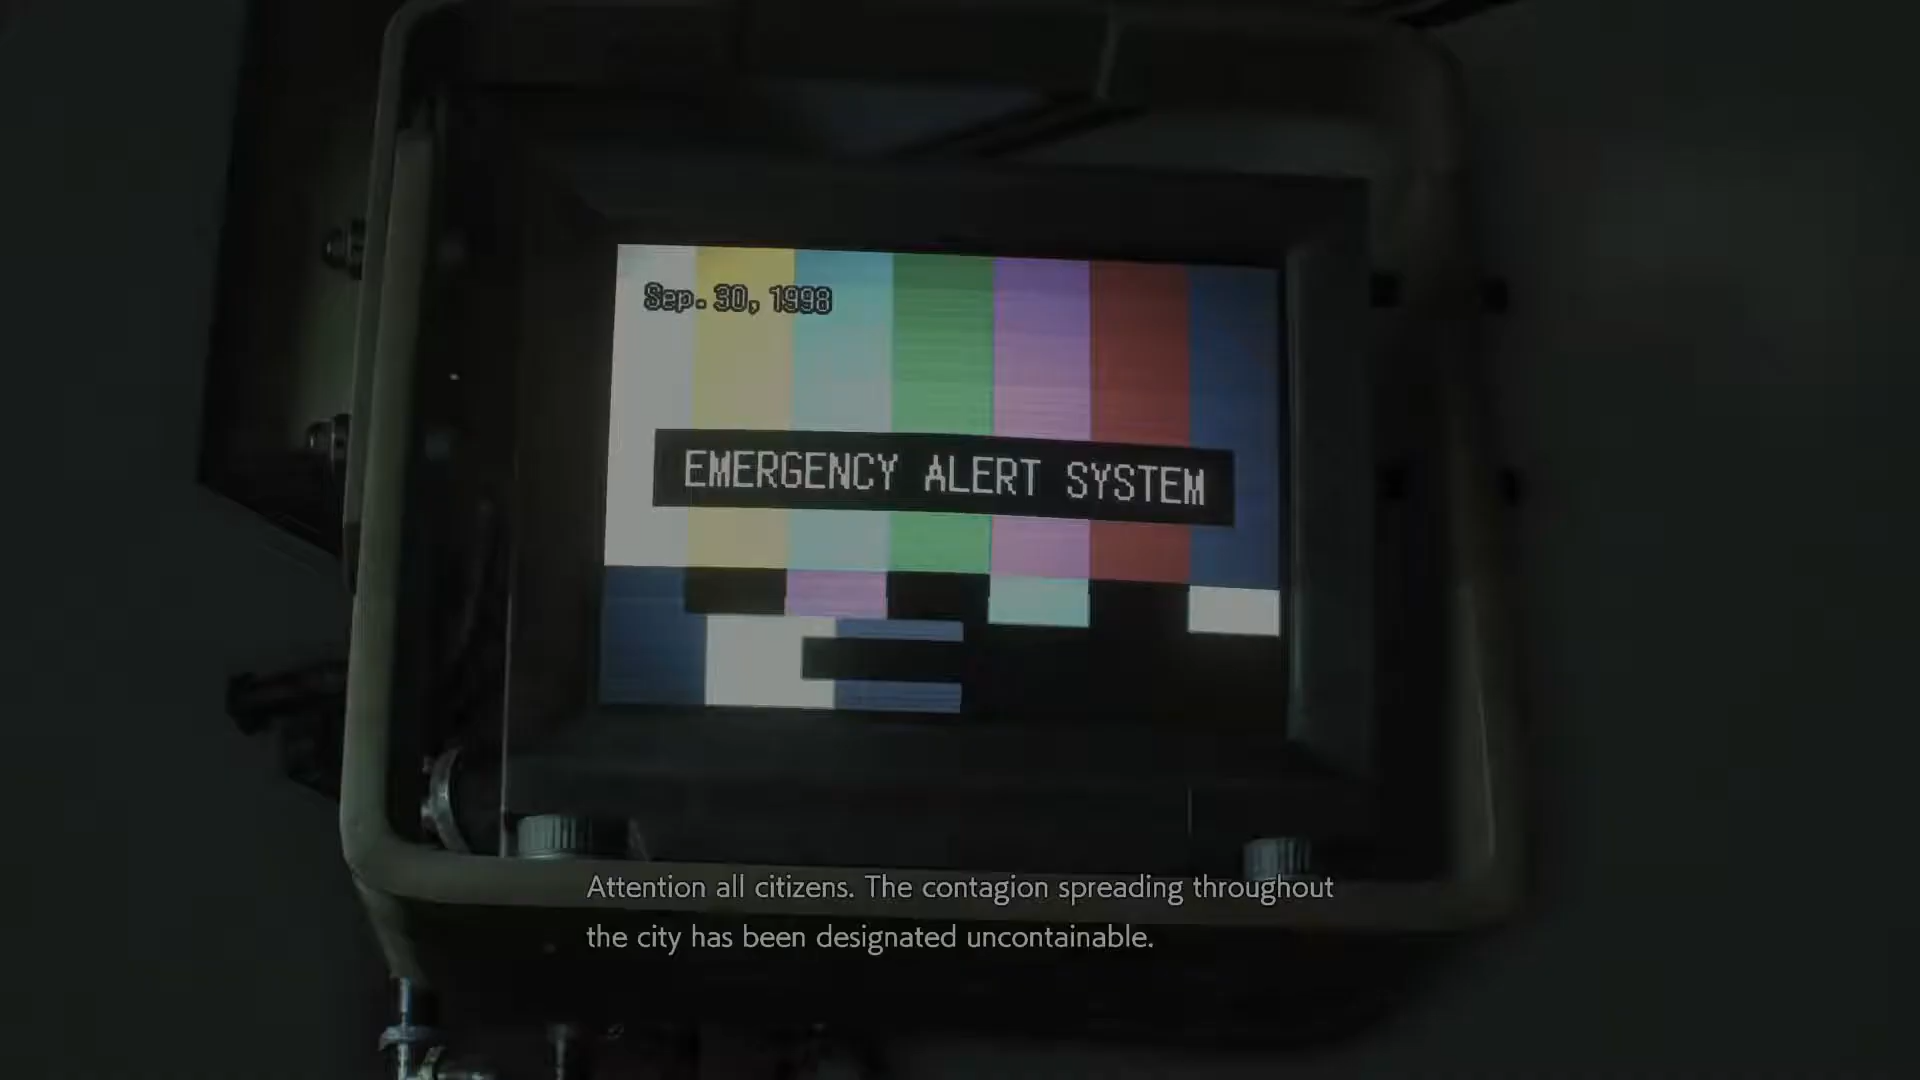 Sep. 30, 1998
EMERGENCY ALERT SYSTEM
Attention all citizens. The contagion spreading throughout
the city has been designated uncontainable.